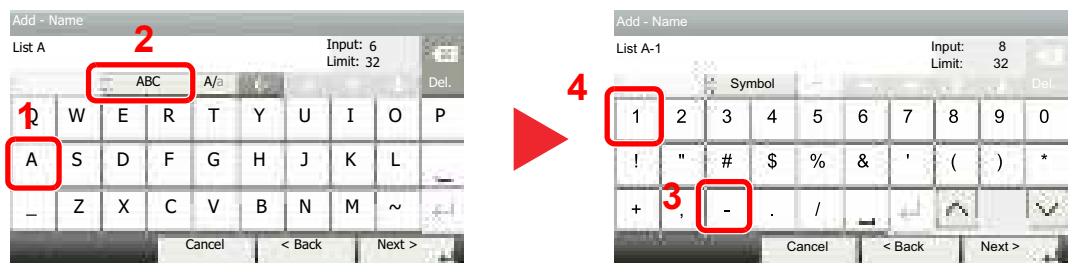 Add - Name
2
List A
Input: 6
Limit: 32
ABC A/a Del.
1
Q W E R T Y U I O P
A S D F G H J K L
_ Z X C V B N M ~
Cancel < Back Next >
Add - Name
List A-1
Input: 8
Limit: 32
4
Symbol Del.
1 2 3 4 5 6 7 8 9 0
! " # $ % & ' ( ) *
3
+ , - . /
Cancel < Back Next >